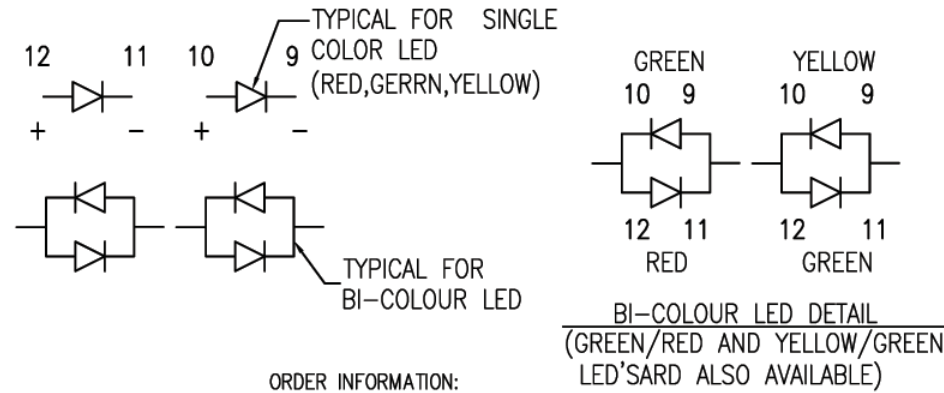 TYPICAL FOR SINGLE
COLOR LED
(RED,GERRN,YELLOW)
12 11 10 9
+ - + -
TYPICAL FOR
BI-COLOUR LED
GREEN YELLOW
10 9 10 9
12 11 12 11
RED GREEN
BI-COLOUR LED DETAIL
(GREEN/RED AND YELLOW/GREEN
LED'SARD ALSO AVAILABLE)
ORDER INFORMATION: